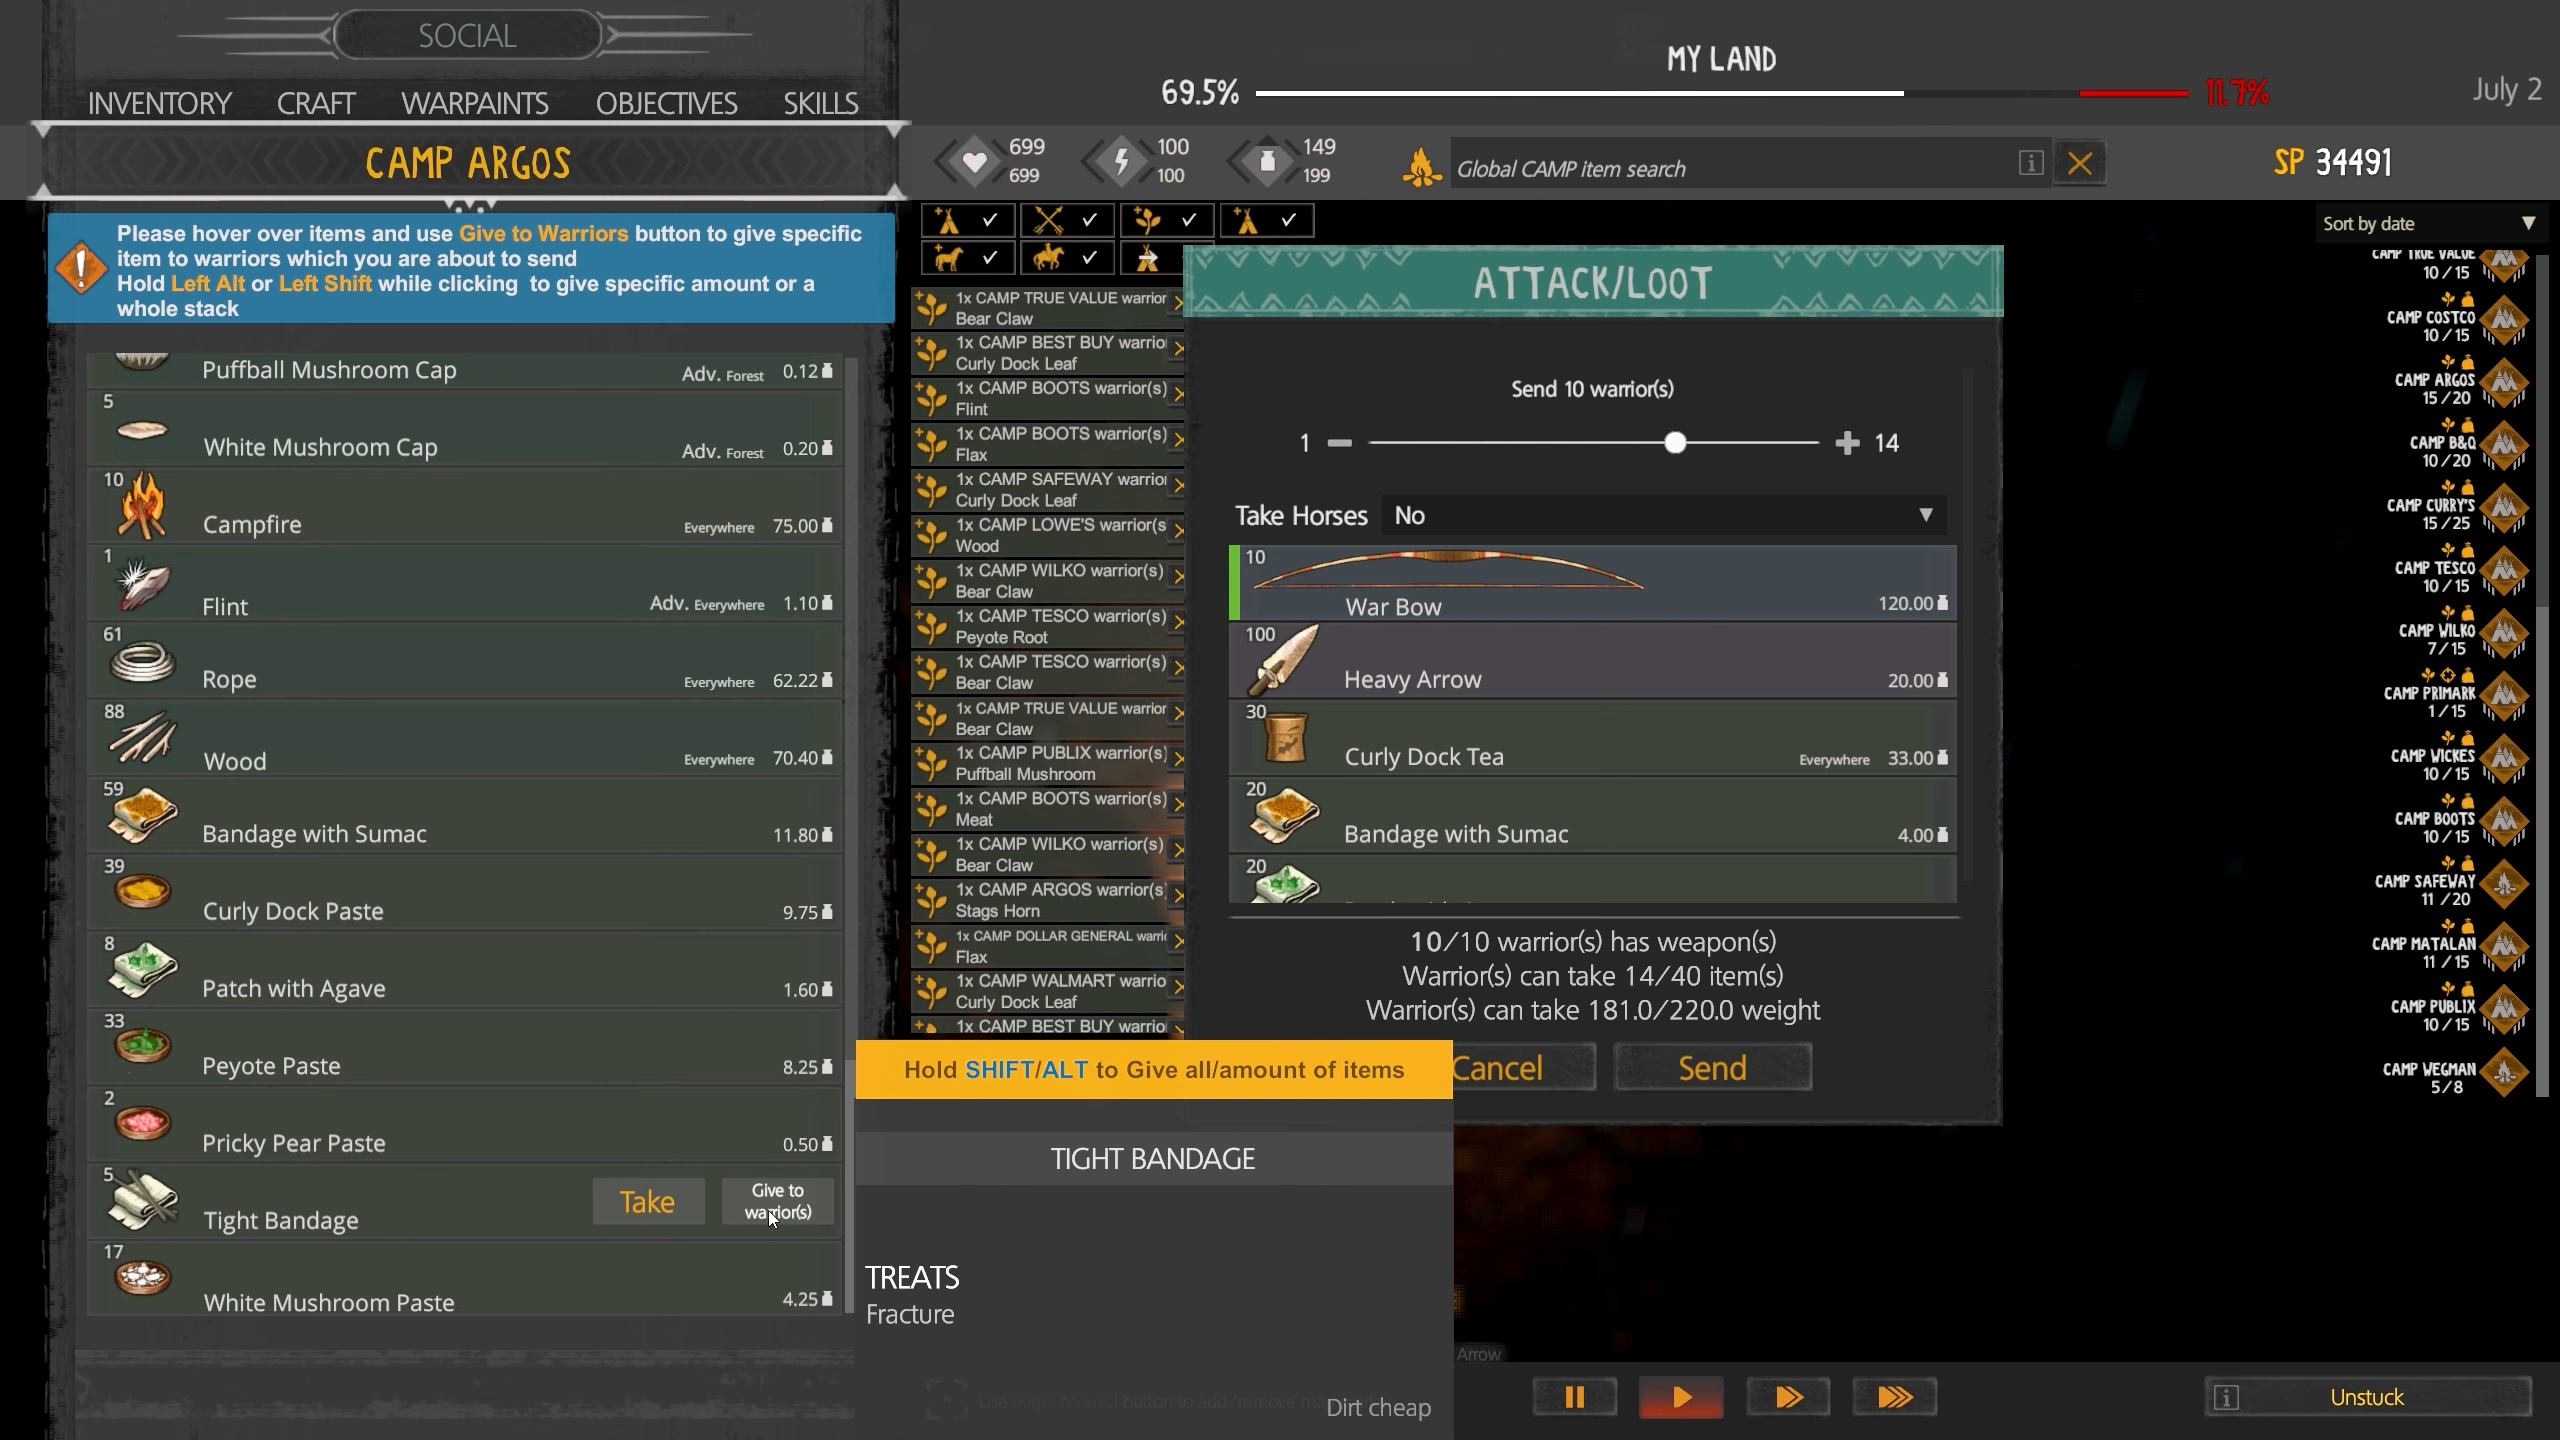 SOCIAL
INVENTORY CRAFT WARPAINTS OBJECTIVES SKILLS
CAMP ARGOS
Please hover over items and use Give to Warriors button to give specific
item to warriors which you are about to send
Hold Left Alt or Left Shift while clicking to give specific amount or a
whole stack
Puffball Mushroom Cap Adv. Forest 0.12
5
White Mushroom Cap Adv. Forest 0.20
10
Campfire Everywhere 75.00
1
Flint Adv. Everywhere 1.10
61
Rope Everywhere 62.22
88
Wood Everywhere 70.40
59
Bandage with Sumac 11.80
39
Curly Dock Paste 9.75
8
Patch with Agave 1.60
33
Peyote Paste 8.25
2
Pricky Pear Paste 0.50
5
Tight Bandage Take Give to
warrior(s)
17
White Mushroom Paste 4.25
MY LAND
69.5% 11.7%
July 2
699
699
100
100
149
199
Global CAMP item search
SP 34491
Sort by date
1x CAMP TRUE VALUE warrior
Bear Claw
1x CAMP BEST BUY warrio
Curly Dock Leaf
1x CAMP BOOTS warrior(s)
Flint
1x CAMP BOOTS warrior(s)
Flax
1x CAMP SAFEWAY warrior
Curly Dock Leaf
1x CAMP LOWE'S warrior(s
Wood
1x CAMP WILKO warrior(s)
Bear Claw
1x CAMP TESCO warrior(s)
Peyote Root
1x CAMP TESCO warrior(s)
Bear Claw
1x CAMP TRUE VALUE warrior
Bear Claw
1x CAMP PUBLIX warrior(s)
Puffball Mushroom
1x CAMP BOOTS warrior(s)
Meat
1x CAMP WILKO warrior(s)
Bear Claw
1x CAMP ARGOS warrior(s)
Stags Horn
1x CAMP DOLLAR GENERAL warri
Flax
1x CAMP WALMART warrio
Curly Dock Leaf
1x CAMP BEST BUY warrio
ATTACK/LOOT
Send 10 warrior(s)
1 14
Take Horses No
10
War Bow 120.00
100
Heavy Arrow 20.00
30
Curly Dock Tea Everywhere 33.00
20
Bandage with Sumac 4.00
20
10/10 warrior(s) has weapon(s)
Warrior(s) can take 14/40 item(s)
Warrior(s) can take 181.0/220.0 weight
Cancel Send
Hold SHIFT/ALT to Give all/amount of items
TIGHT BANDAGE
TREATS
Fracture
Dirt cheap
Arrow
CAMP TRUE VALUE
10/15
CAMP COSTCO
10/15
CAMP ARGOS
15/20
CAMP B&Q
10/20
CAMP CURRY'S
15/25
CAMP TESCO
10/15
CAMP WILKO
7/15
CAMP PRIMARK
1/15
CAMP WICKES
10/15
CAMP BOOTS
10/15
CAMP SAFEWAY
11/20
CAMP MATALAN
11/15
CAMP PUBLIX
10/15
CAMP WEGMAN
5/8
Unstuck